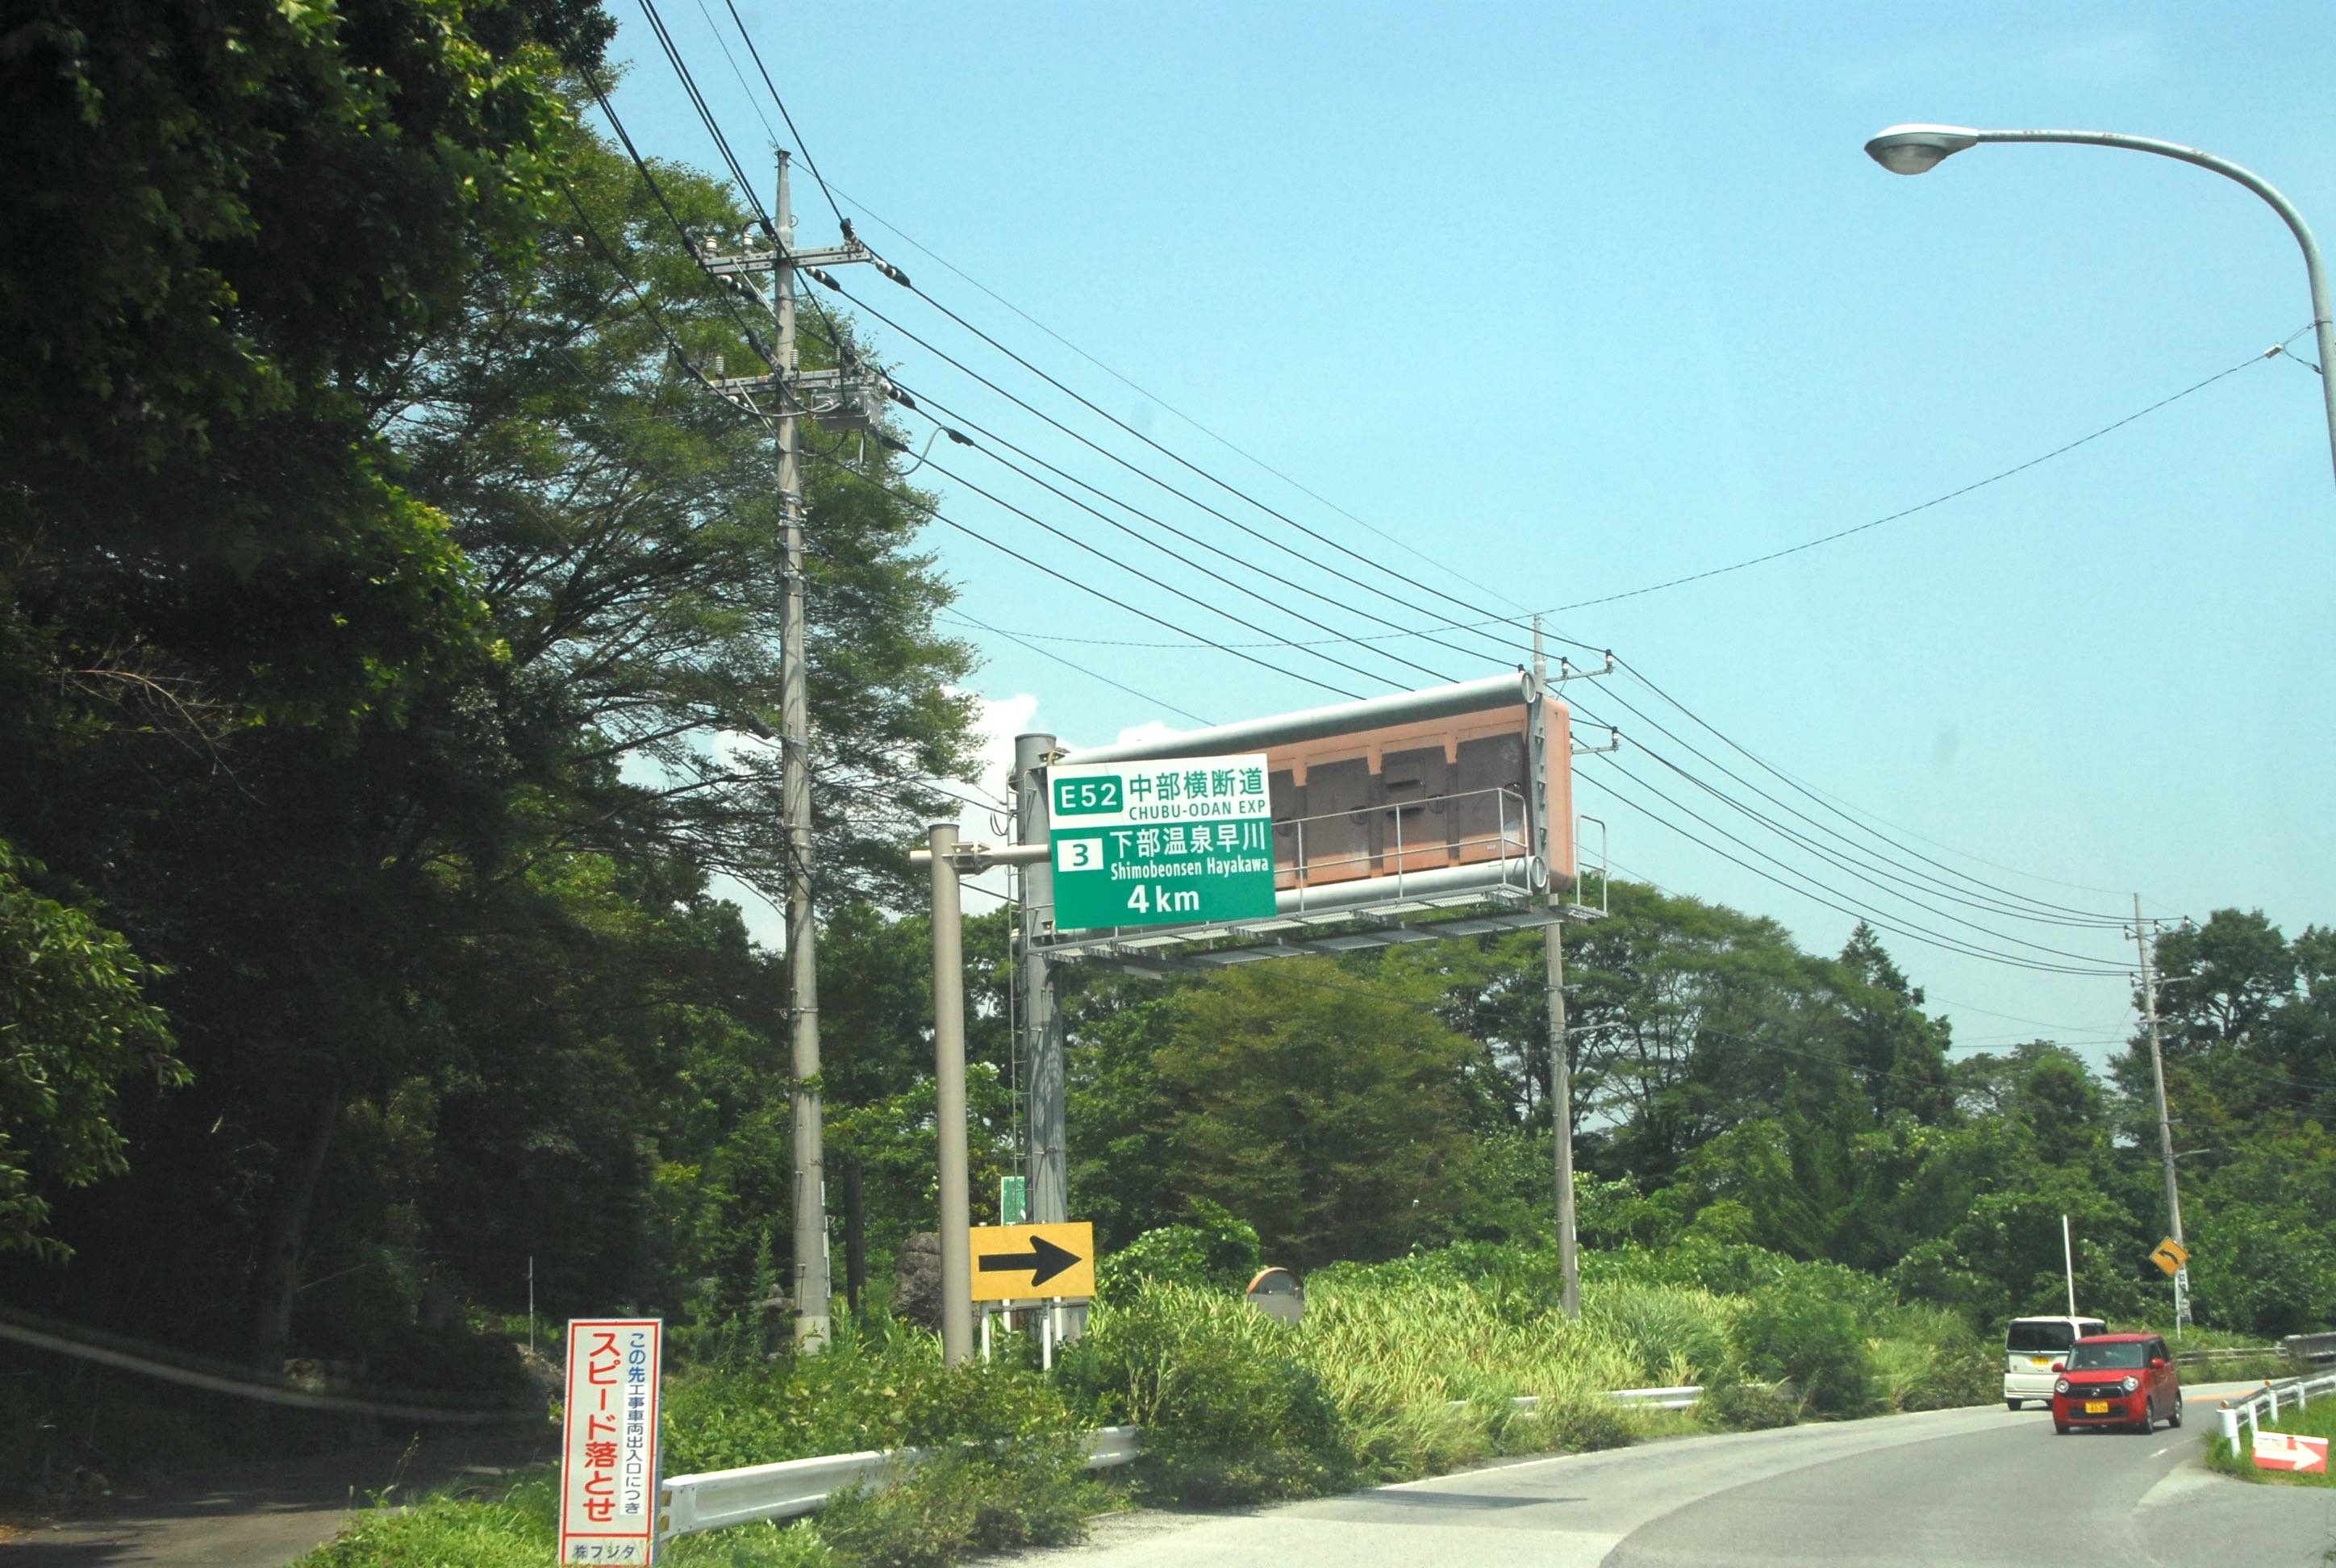 E52 中部横断道
CHUBU-ODAN EXP
3 下部温泉早川
Shimobeonsen Hayakawa
4km
この先工事車両出入口につき
スピード落とせ
㈱フジタ